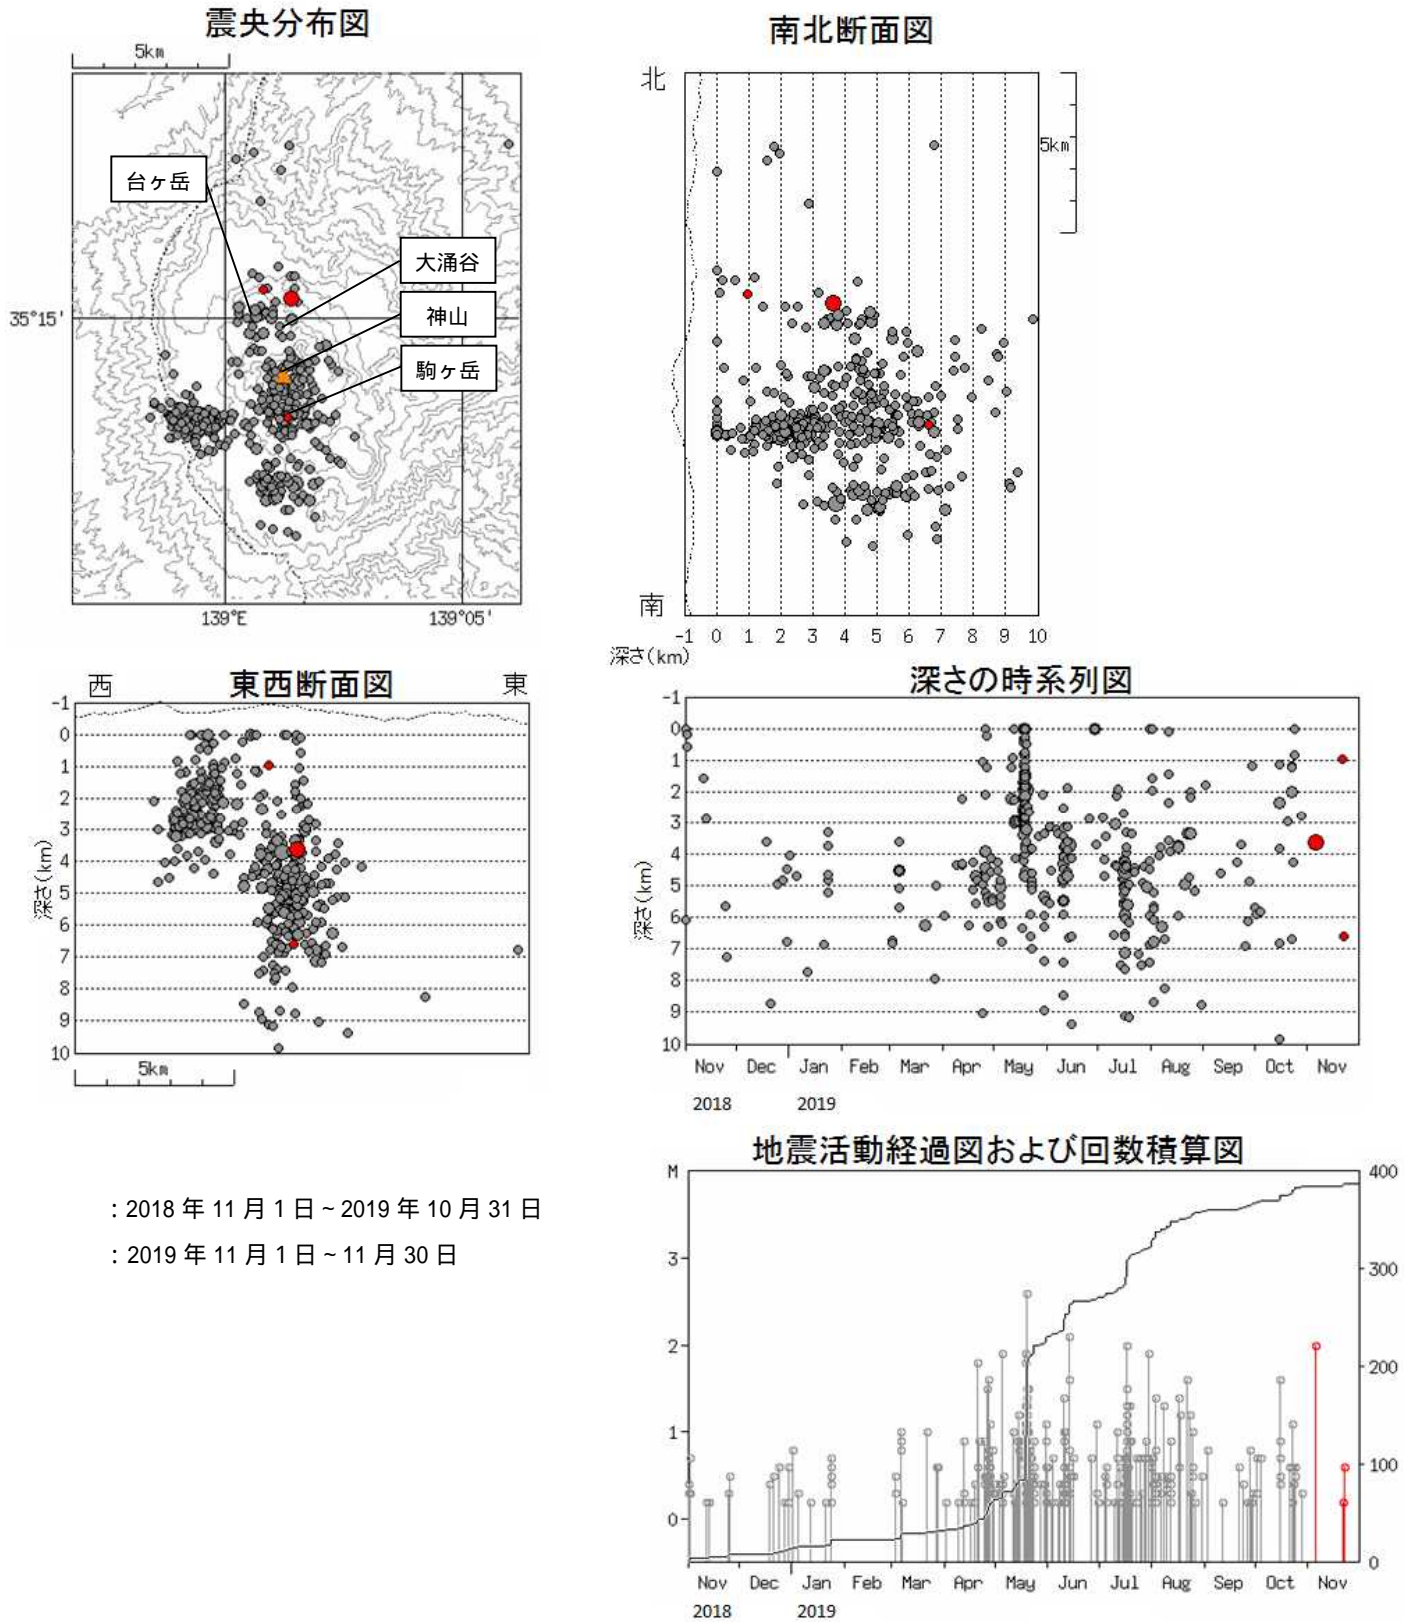 震央分布図
5km
台ヶ岳
大涌谷
神山
駒ヶ岳
35°15'
139°E
139°05'
南北断面図
北
5km
南
-1 0 1 2 3 4 5 6 7 8 9 10
深さ(km)
東西断面図
西
東
-1
0
1
2
3
4
5
6
7
8
9
10
深さ(km)
5km
深さの時系列図
-1
0
1
2
3
4
5
6
7
8
9
10
深さ(km)
Nov Dec Jan Feb Mar Apr May Jun Jul Aug Sep Oct Nov
2018 2019
: 2018 年 11 月 1 日 ~ 2019 年 10 月 31 日
: 2019 年 11 月 1 日 ~ 11 月 30 日
地震活動経過図および回数積算図
M
3
2
1
0
400
300
200
100
0
Nov Dec Jan Feb Mar Apr May Jun Jul Aug Sep Oct Nov
2018 2019